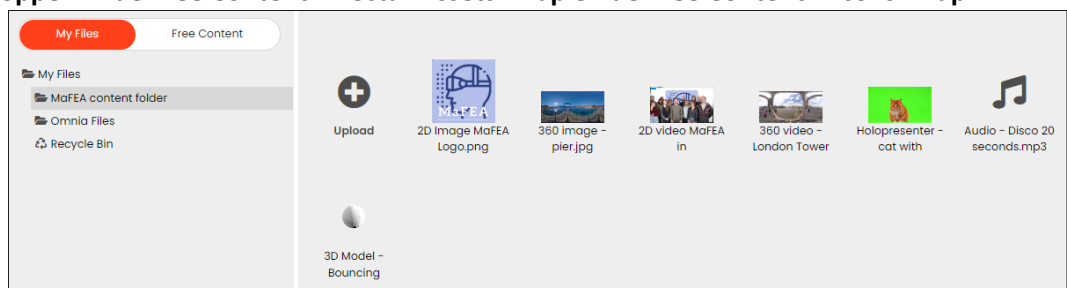 My Files
Free Content
My Files
MaFEA content folder
Omnia Files
Recycle Bin
Upload
MaFEA
2D Image MaFEA
Logo.png
360 image -
pier.jpg
2D video MaFEA
in
360 video -
London Tower
Holopresenter -
cat with
Audio - Disco 20
seconds.mp3
3D Model -
Bouncing